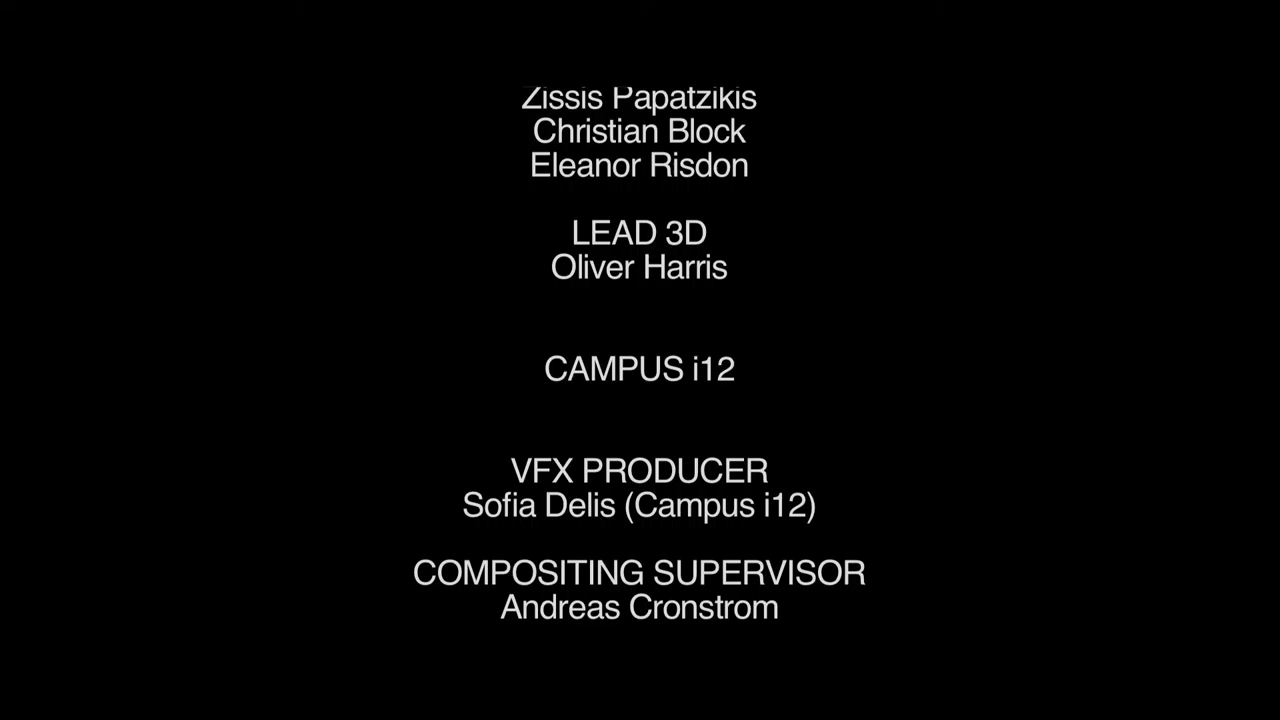 Zissis Papatzikis
Christian Block
Eleanor Risdon
LEAD 3D
Oliver Harris
CAMPUS i12
VFX PRODUCER
Sofia Delis (Campus i12)
COMPOSITING SUPERVISOR
Andreas Cronstrom